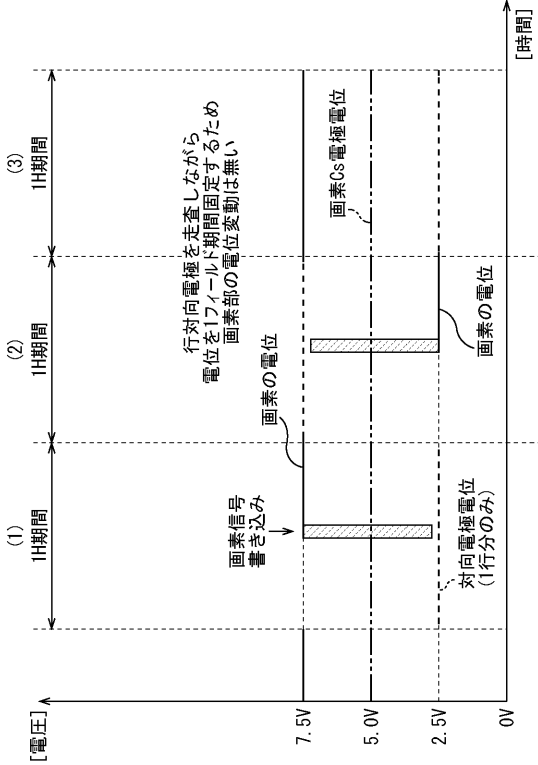 [電圧]
(1)
1H期間
(2)
1H期間
(3)
1H期間
画素信号
書き込み
画素の電位
行対向電極を走査しながら
電位を1フィールド期間固定するため
画素部の電位変動は無い
画素Cs電極電位
対向電極電位
(1行分のみ)
画素の電位
7.5V
5.0V
2.5V
0V
[時間]